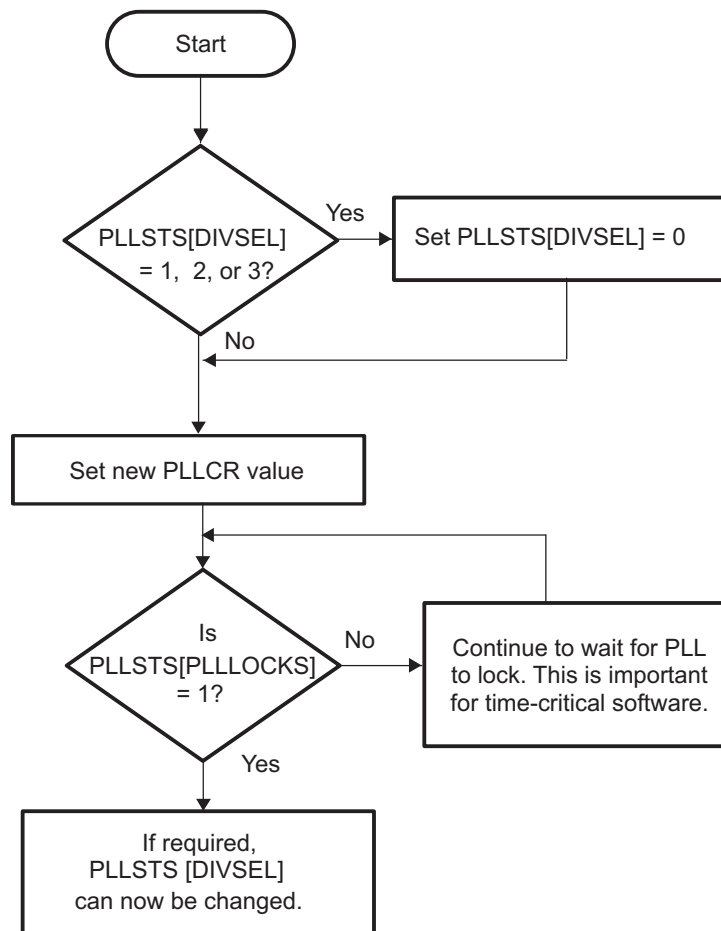 Start
PLLSTS[DIVSEL]
= 1, 2, or 3?
Yes
Set PLLSTS[DIVSEL] = 0
No
Set new PLLCR value
Is
PLLSTS[PLLLOCKS]
= 1?
No
Continue to wait for PLL
to lock. This is important
for time-critical software.
Yes
If required,
PLLSTS [DIVSEL]
can now be changed.